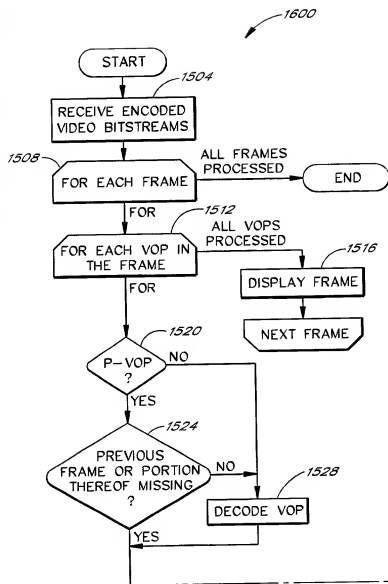 1600
START
1504
RECEIVE ENCODED
VIDEO BITSTREAMS
1508
FOR EACH FRAME
ALL FRAMES
PROCESSED
END
FOR
1512
FOR EACH VOP IN
THE FRAME
ALL VOPS
PROCESSED
1516
DISPLAY FRAME
FOR
NEXT FRAME
1520
P-VOP
?
NO
YES
1524
PREVIOUS
FRAME OR PORTION
THEREOF MISSING
?
NO
1528
DECODE VOP
YES